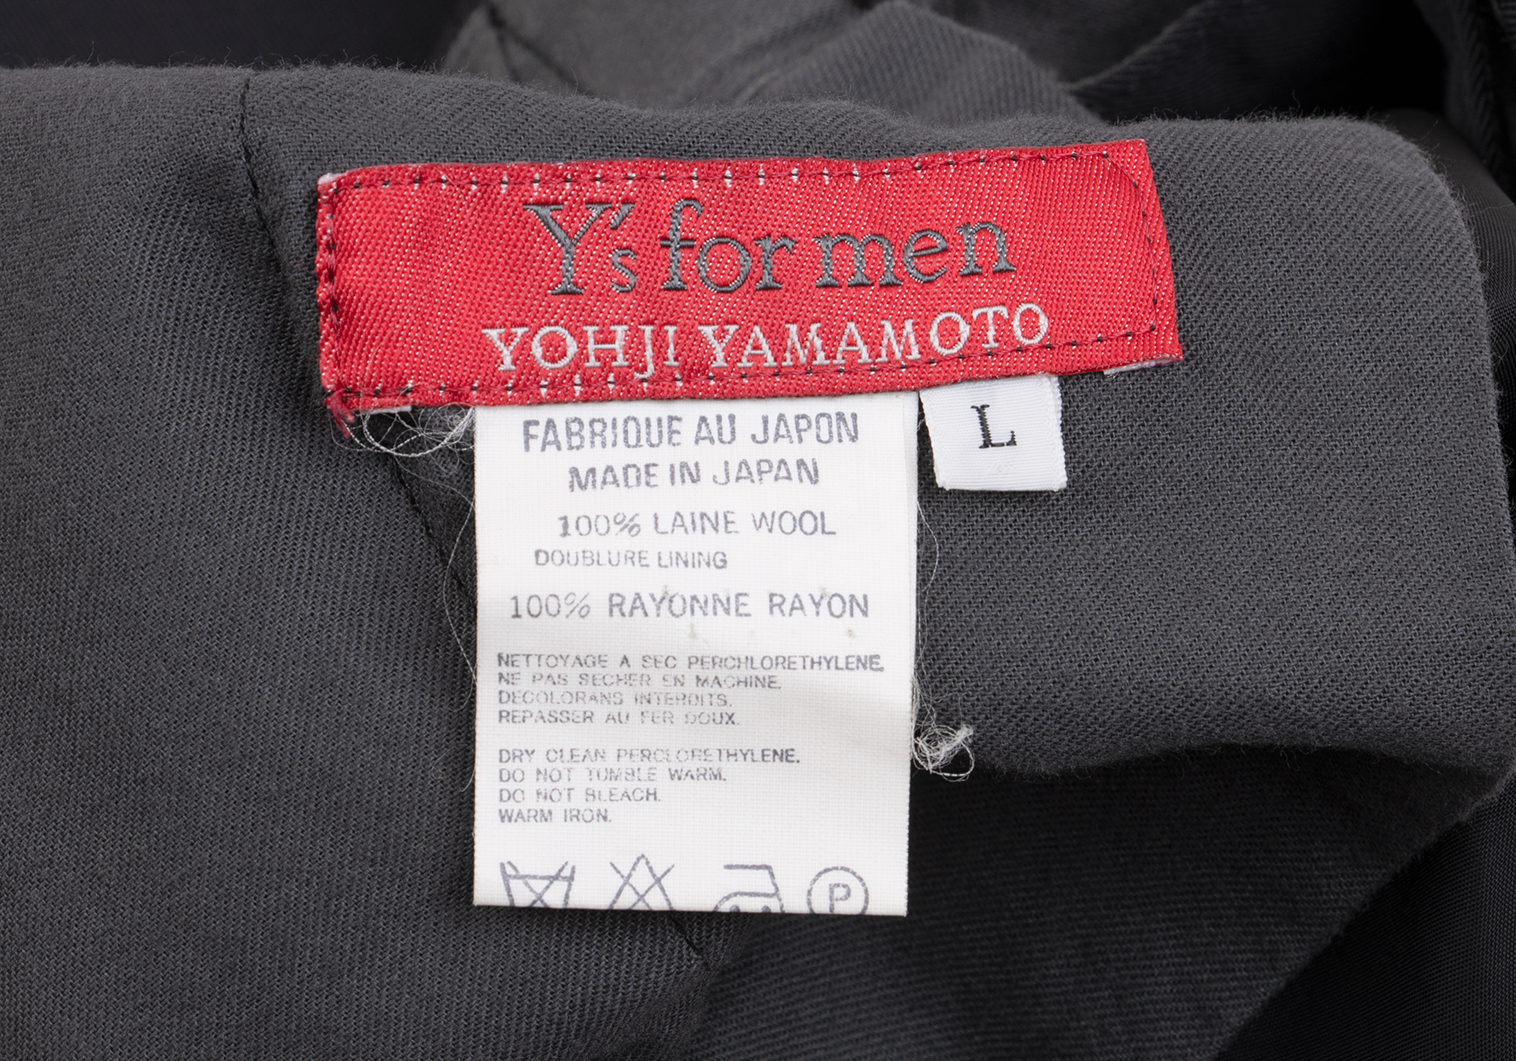 Y's for men
YOHJI YAMAMOTO
L
FABRIQUE AU JAPON
MADE IN JAPAN
100% LAINE WOOL
DOUBLURE LINING
100% RAYONNE RAYON
NETTOYAGE A SEC PERCHLORETHYLENE.
NE PAS SECHER EN MACHINE.
DECOLORANS INTERDITS.
REPASSER AU FER DOUX.
DRY CLEAN PERCLORETHYLENE.
DO NOT TUMBLE WARM.
DO NOT BLEACH.
WARM IRON.
P